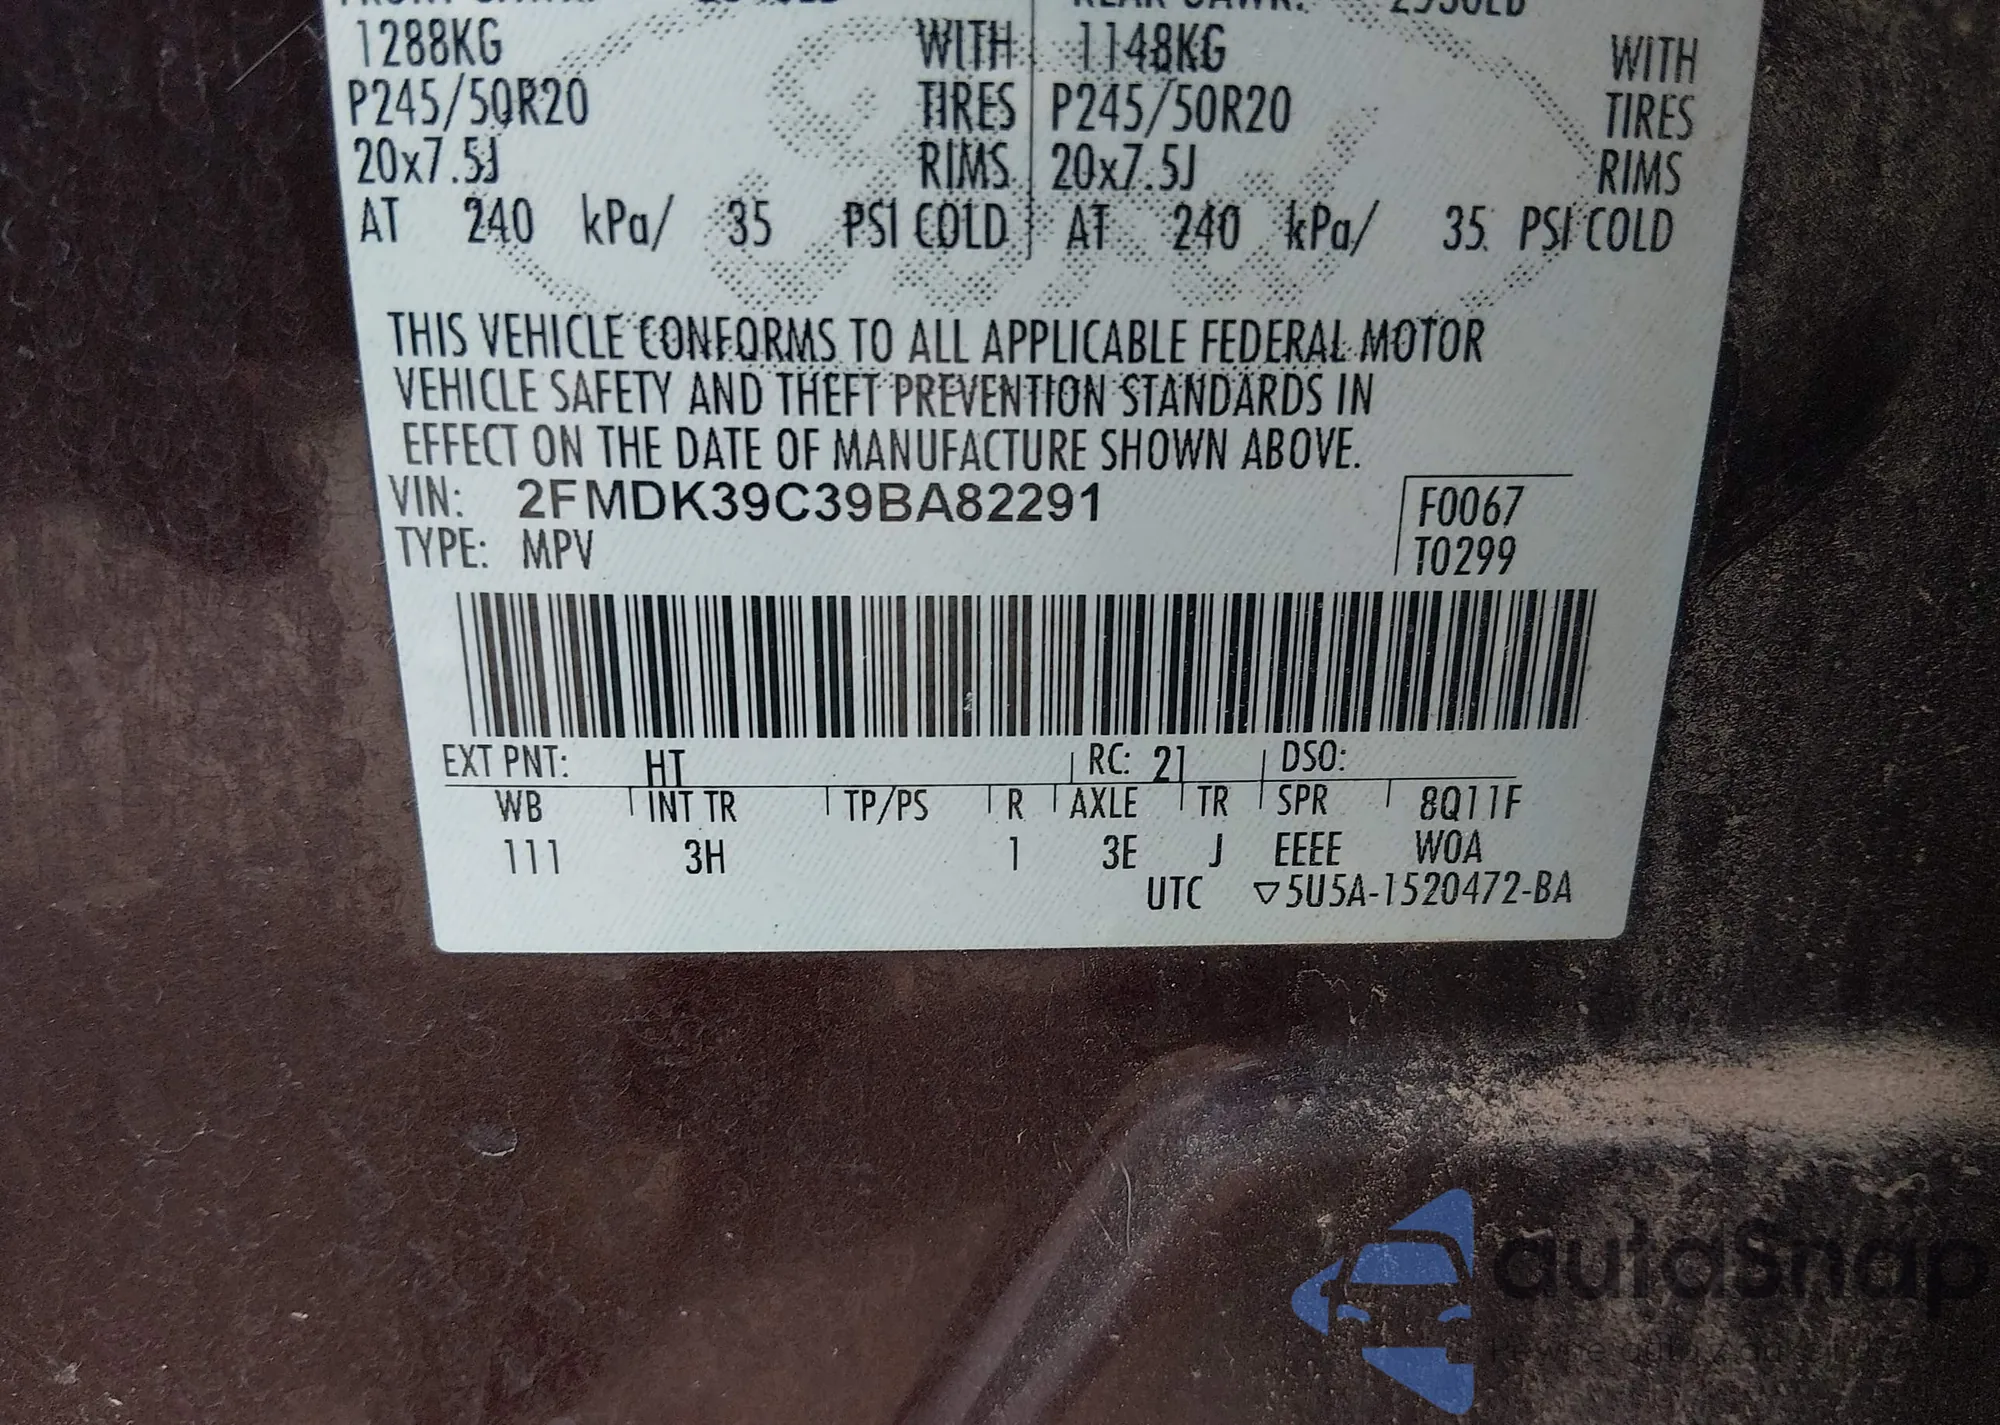 1288KG WITH 1148KG WITH
P245/50R20 TIRES P245/50R20 TIRES
20x7.5J RIMS 20x7.5J RIMS
AT 240 kPa/ 35 PSI COLD AT 240 kPa/ 35 PSI COLD
THIS VEHICLE CONFORMS TO ALL APPLICABLE FEDERAL MOTOR
VEHICLE SAFETY AND THEFT PREVENTION STANDARDS IN
EFFECT ON THE DATE OF MANUFACTURE SHOWN ABOVE.
VIN: 2FMDK39C39BA82291 F0067
TYPE: MPV T0299
EXT PNT: HT RC: 21 DSO:
WB INT TR TP/PS R AXLE TR SPR 8Q11F
111 3H 1 3E J EEEE WOA
UTC ▽5U5A-1520472-BA
autaSnap